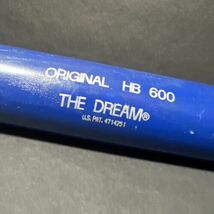 ORIGINAL HB 600
THE DREAM®
U.S. PAT. 4714251